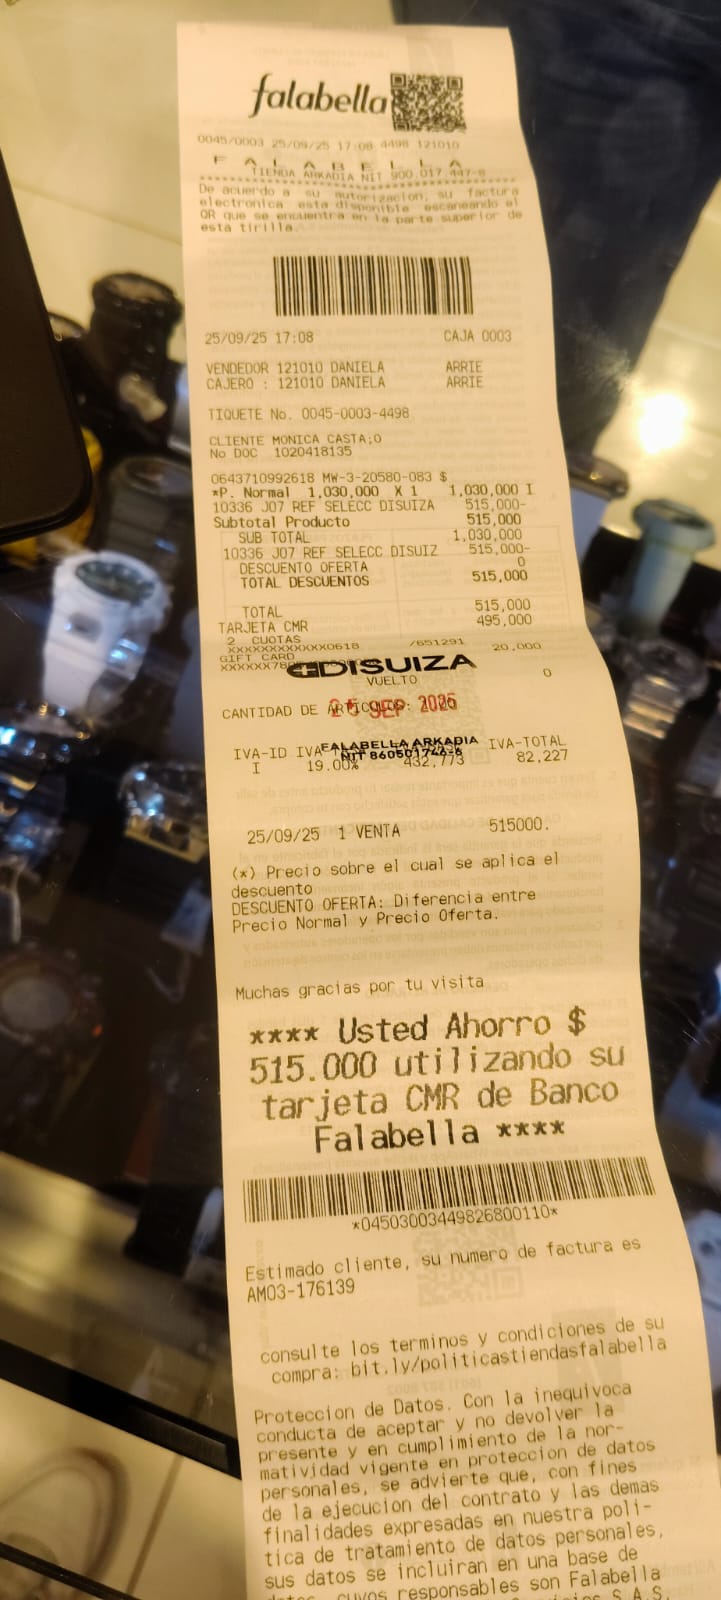 falabella
0045/0003 25/09/25 17:08 4498 121010
F A L A B E L L A
TIENDA ARKADIA NIT 900.017.447-8
De acuerdo a su autorizacion, su factura
electronica esta disponible escaneando el
QR que se encuentra en la parte superior de
esta tirilla.
25/09/25 17:08 CAJA 0003
VENDEDOR 121010 DANIELA ARRIE
CAJERO : 121010 DANIELA ARRIE
TIQUETE No. 0045-0003-4498
CLIENTE MONICA CASTA;O
No DOC 1020418135
0643710992618 MW-3-20580-083 $
*P. Normal 1,030,000 X 1 1,030,000 I
10336 J07 REF SELECC DISUIZA 515,000-
Subtotal Producto 515,000
SUB TOTAL 1,030,000
10336 J07 REF SELECC DISUIZ 515,000-
DESCUENTO OFERTA 0
TOTAL DESCUENTOS 515,000
TOTAL 515,000
TARJETA CMR 495,000
2 CUOTAS
XXXXXXXXXXXX0618 /651291
GIFT CARD 20,000
DISUIZA
VUELTO 0
CANTIDAD DE
25 SEP 2025
FALABELLA ARKADIA
NIT 860501746-6
IVA-ID IVA IVA-TOTAL
I 19.00% 432,773 82,227
25/09/25 1 VENTA 515000.
(*) Precio sobre el cual se aplica el
descuento
DESCUENTO OFERTA: Diferencia entre
Precio Normal y Precio Oferta.
Muchas gracias por tu visita
**** Usted Ahorro $
515.000 utilizando su
tarjeta CMR de Banco
Falabella ****
*04503003449826800110*
Estimado cliente, su numero de factura es
AMO3-176139
consulte los terminos y condiciones de su
compra: bit.ly/politicastiendasfalabella
Proteccion de Datos. Con la inequivoca
conducta de aceptar y no devolver la
presente y en cumplimiento de la nor-
matividad vigente en proteccion de datos
personales, se advierte que, con fines
de la ejecucion del contrato y las demas
finalidades expresadas en nuestra poli-
tica de tratamiento de datos personales,
sus datos se incluiran en una base de
datos, cuyos responsables son Falabella
S.A.S.